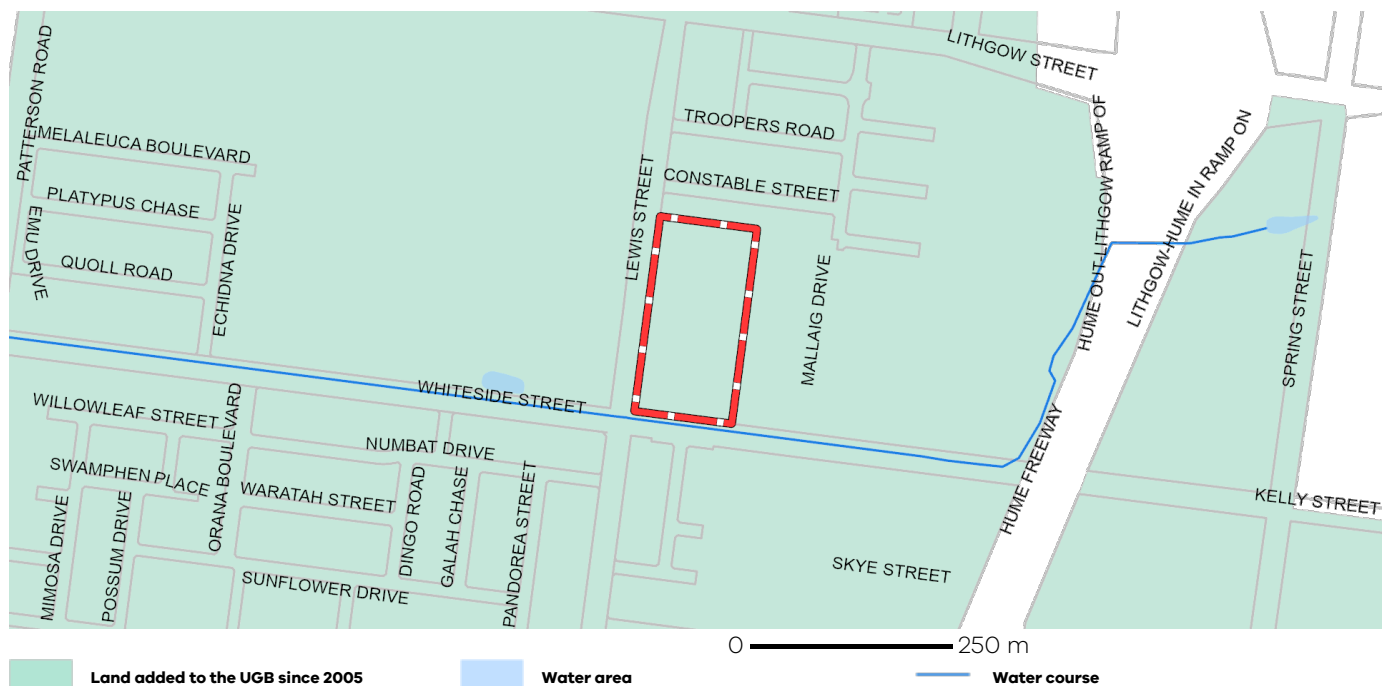 LITHGOW STREET
PATTERSON ROAD
TROOPERS ROAD
MELALEUCA BOULEVARD
CONSTABLE STREET
LEWIS STREET
PLATYPUS CHASE
EMU DRIVE
QUOLL ROAD
ECHIDNA DRIVE
MALLAIG DRIVE
HUME OUT-LITHGOW RAMP OF
LITHGOW-HUME IN RAMP ON
SPRING STREET
WHITESIDE STREET
WILLOWLEAF STREET
ORANA BOULEVARD
NUMBAT DRIVE
HUME FREEWAY
SWAMPHEN PLACE
WARATAH STREET
DINGO ROAD
GALAH CHASE
PANDOREA STREET
KELLY STREET
MIMOSA DRIVE
POSSUM DRIVE
SUNFLOWER DRIVE
SKYE STREET
0 250 m
Land added to the UGB since 2005
Water area
Water course